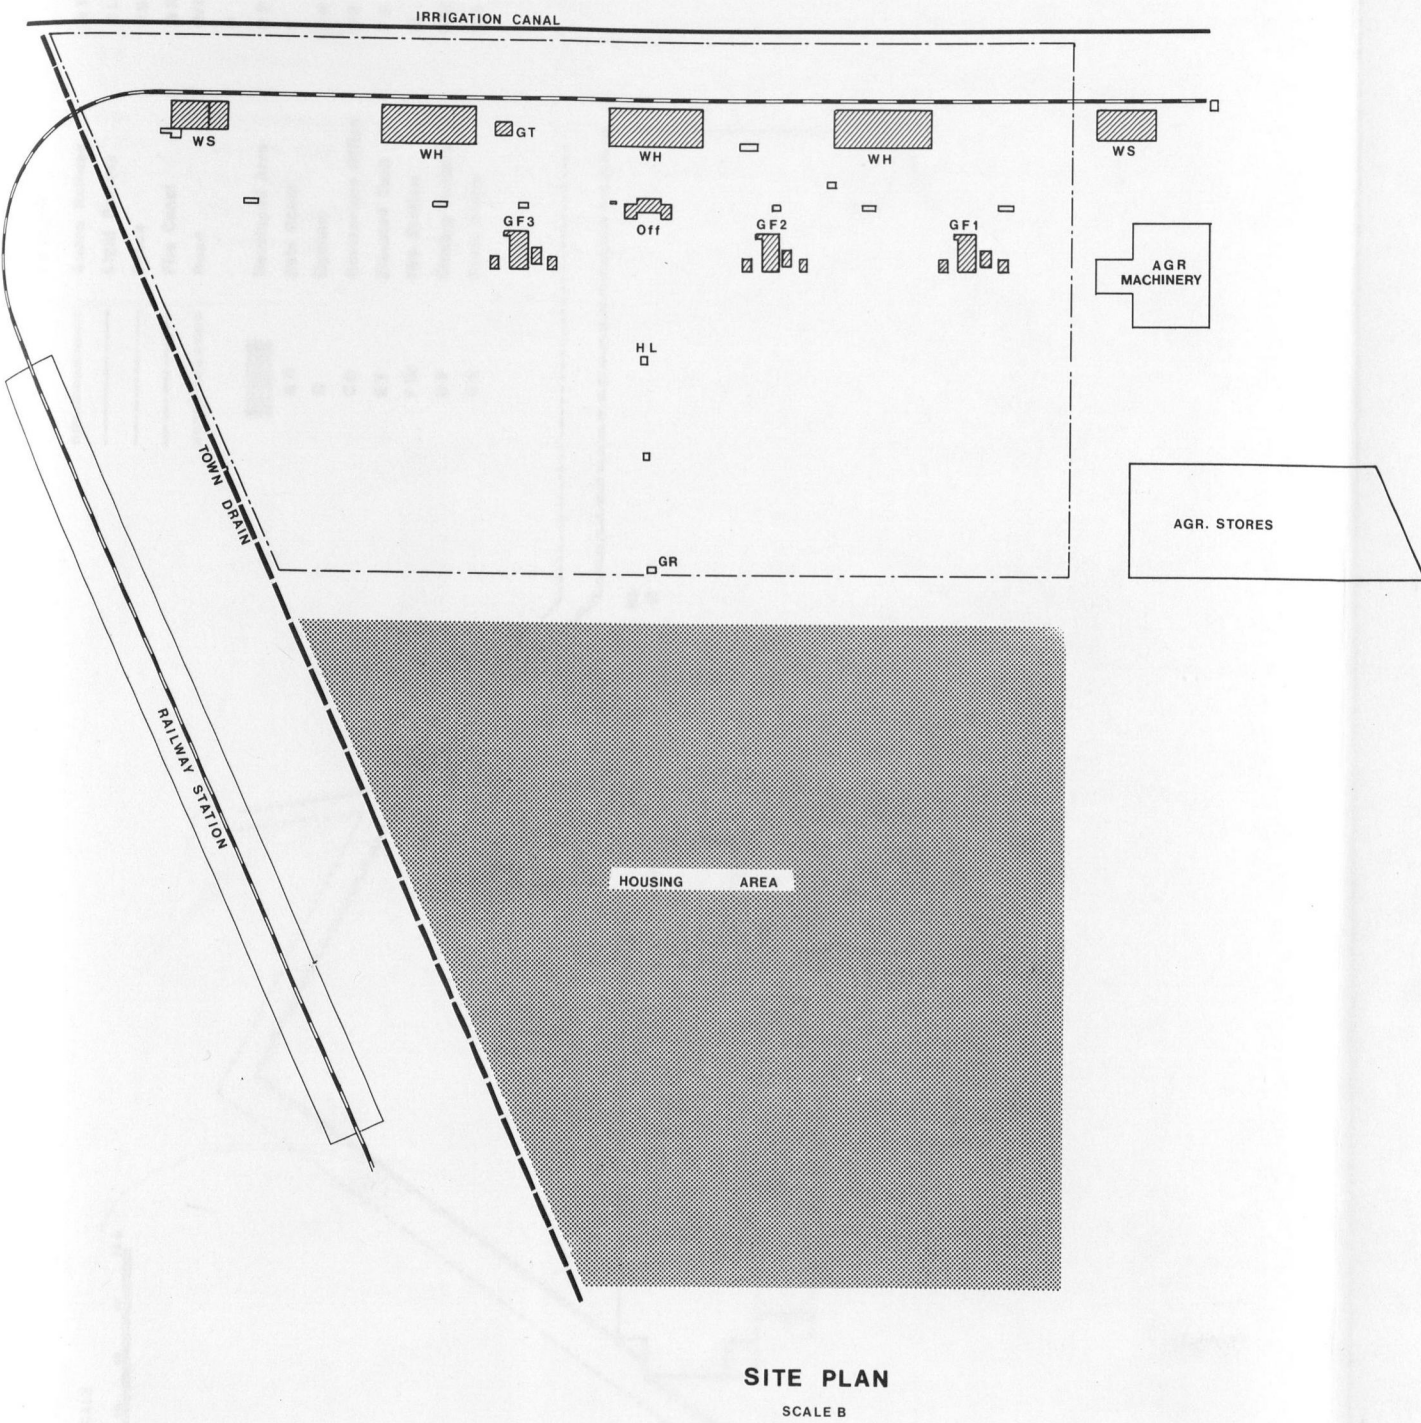 IRRIGATION CANAL
WS
WH
GT
WH
WH
WS
GF3
Off
GF2
GF1
AGR
MACHINERY
HL
TOWN DRAIN
AGR. STORES
GR
RAILWAY STATION
HOUSING AREA
SITE PLAN
SCALE B